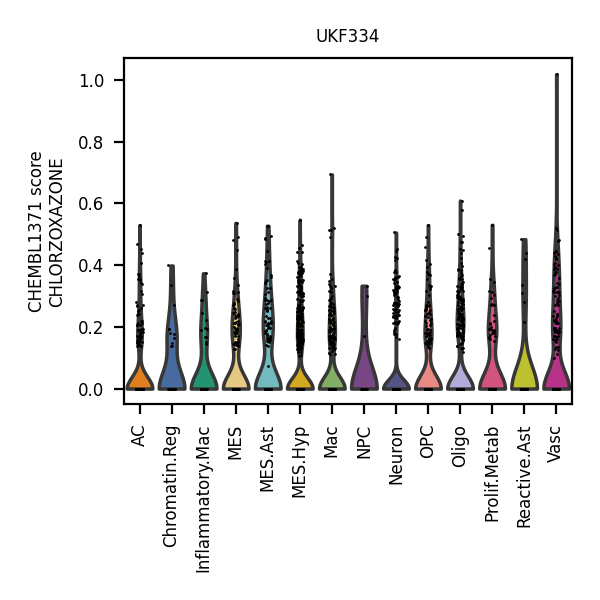 UKF334
CHEMBL1371 score
CHLORZOXAZONE
1.0
0.8
0.6
0.4
0.2
0.0
AC
Chromatin.Reg
Inflammatory.Mac
MES
MES.Ast
MES.Hyp
Mac
NPC
Neuron
OPC
Oligo
Prolif.Metab
Reactive.Ast
Vasc